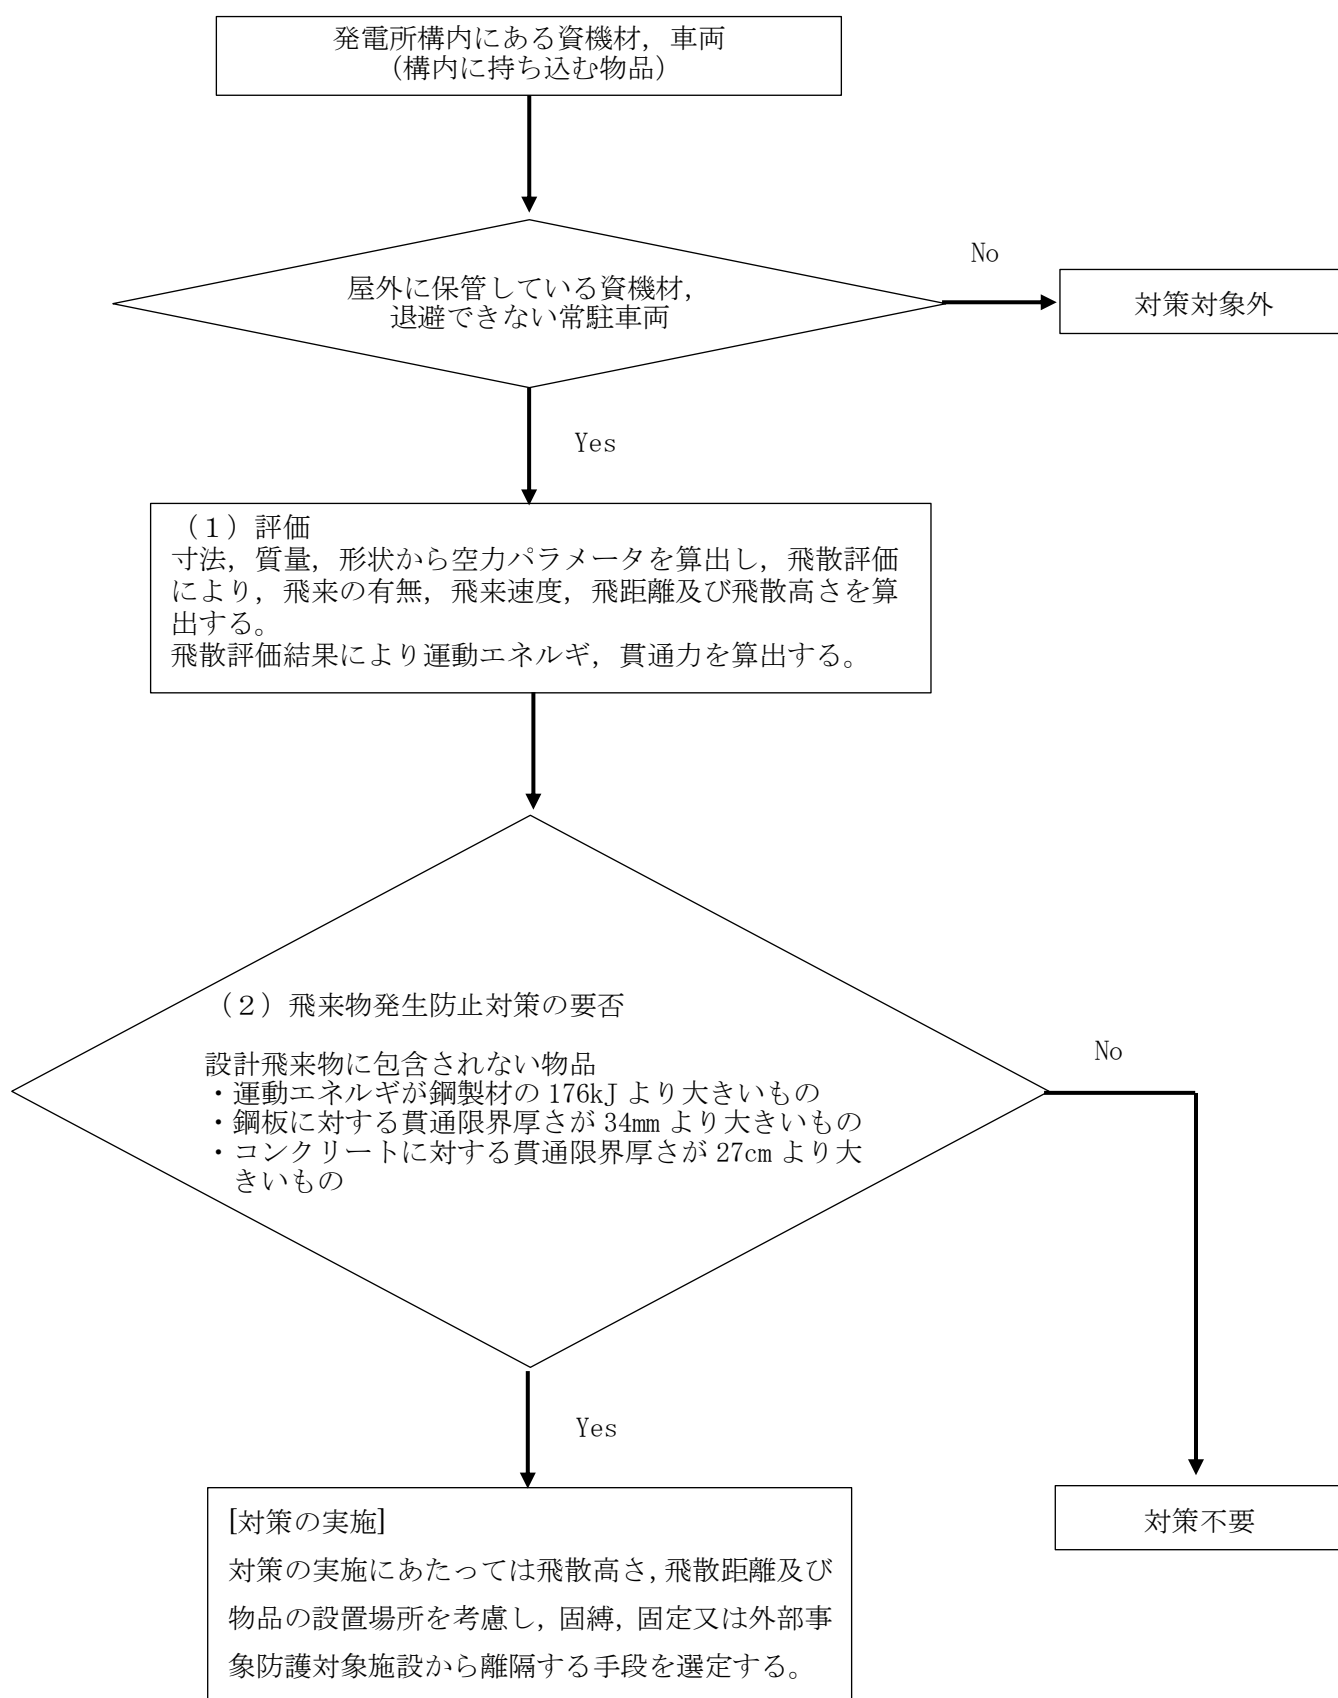 発電所構内にある資機材，車両
（構内に持ち込む物品）
屋外に保管している資機材，
退避できない常駐車両
No
対策対象外
Yes
（１）評価
寸法，質量，形状から空力パラメータを算出し，飛散評価
により，飛来の有無，飛来速度，飛距離及び飛散高さを算
出する。
飛散評価結果により運動エネルギ，貫通力を算出する。
（２）飛来物発生防止対策の要否
設計飛来物に包含されない物品
・運動エネルギが鋼製材の 176kJ より大きいもの
・鋼板に対する貫通限界厚さが 34mm より大きいもの
・コンクリートに対する貫通限界厚さが 27cm より大
きいもの
No
Yes
[対策の実施]
対策の実施にあたっては飛散高さ，飛散距離及び
物品の設置場所を考慮し，固縛，固定又は外部事
象防護対象施設から離隔する手段を選定する。
対策不要